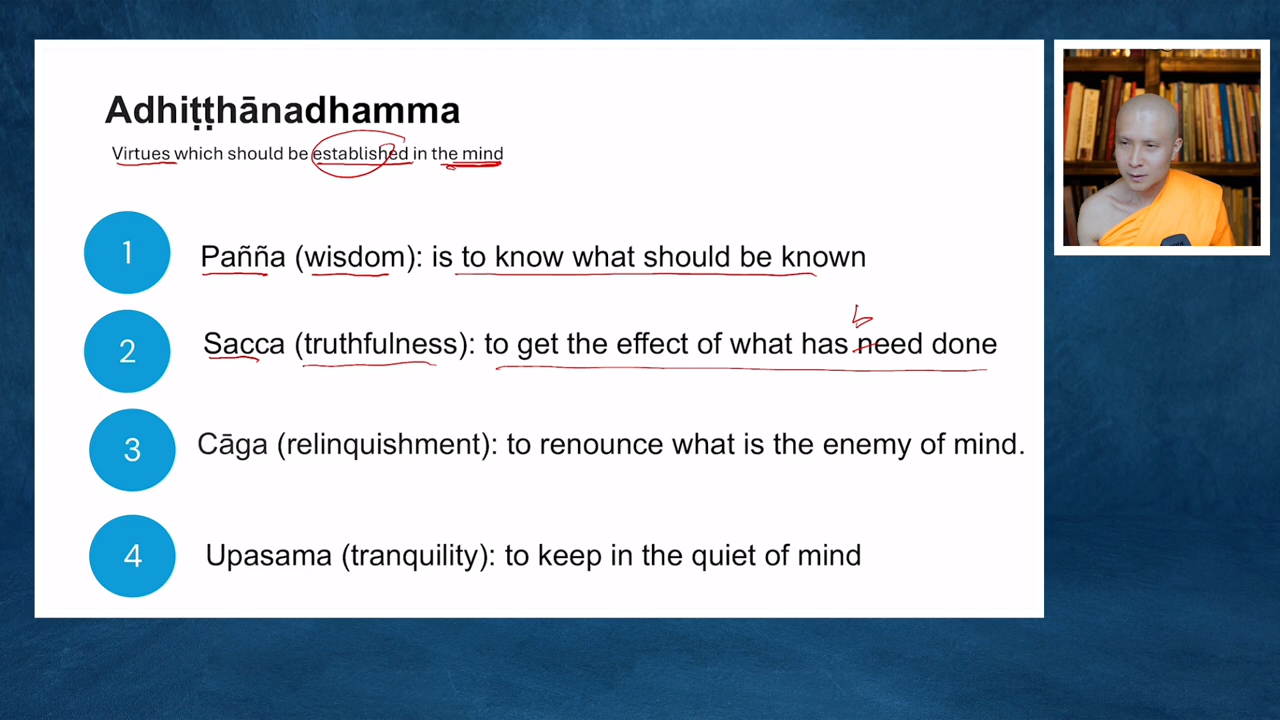 Adhiṭṭhānadhamma
Virtues which should be established in the mind
1
Pañña (wisdom): is to know what should be known
b
2
Sacca (truthfulness): to get the effect of what has need done
3
Cāga (relinquishment): to renounce what is the enemy of mind.
4
Upasama (tranquility): to keep in the quiet of mind